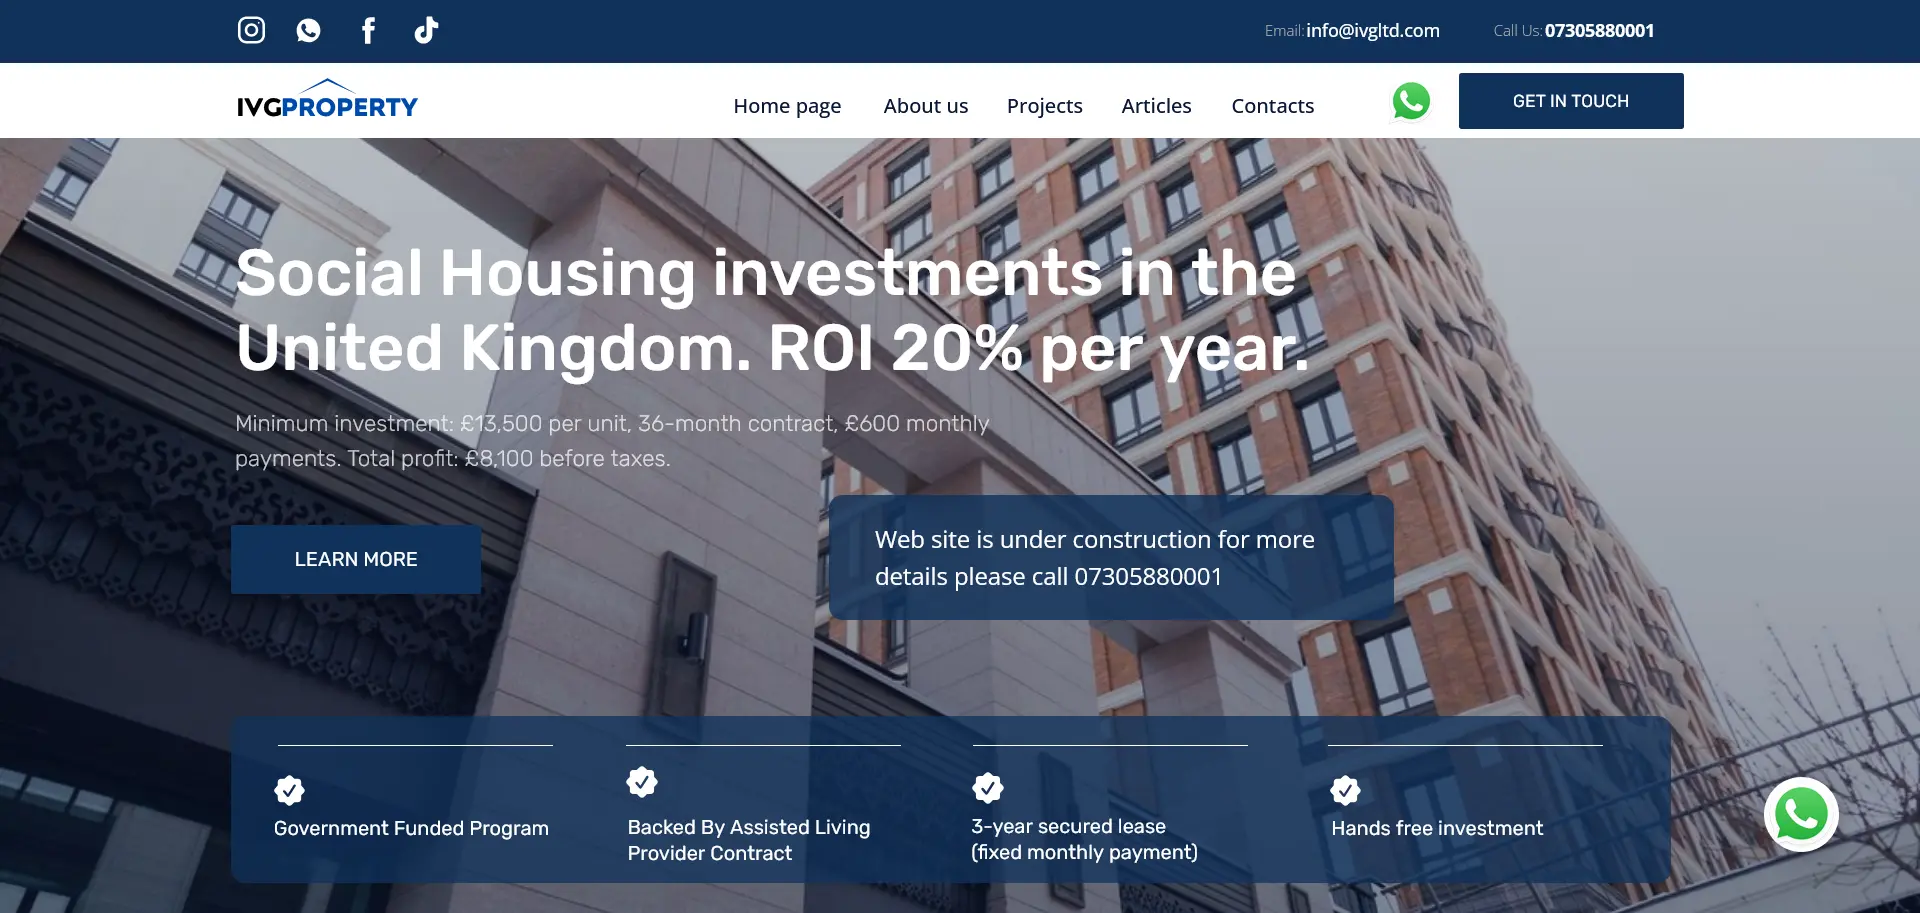 Email: info@ivgltd.com
Call Us: 07305880001
IVGPROPERTY
Home page
About us
Projects
Articles
Contacts
GET IN TOUCH
Social Housing investments in the
United Kingdom. ROI 20% per year.
Minimum investment: £13,500 per unit, 36-month contract, £600 monthly
payments. Total profit: £8,100 before taxes.
LEARN MORE
Web site is under construction for more
details please call 07305880001
Government Funded Program
Backed By Assisted Living
Provider Contract
3-year secured lease
(fixed monthly payment)
Hands free investment